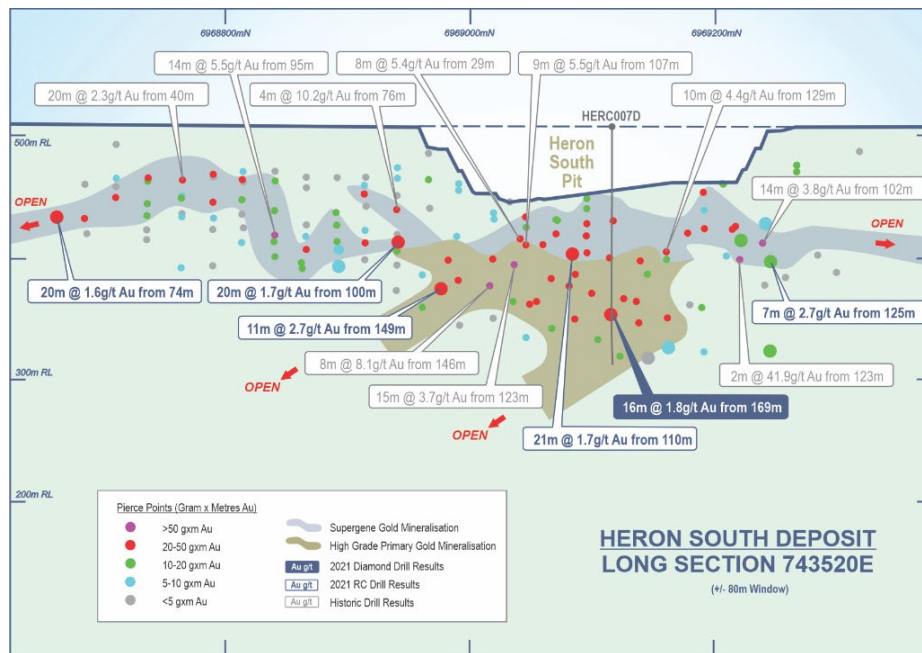 6968800mN
6969000mN
6969200mN
14m @ 5.5g/t Au from 95m
8m @ 5.4g/t Au from 29m
9m @ 5.5g/t Au from 107m
20m @ 2.3g/t Au from 40m
4m @ 10.2g/t Au from 76m
10m @ 4.4g/t Au from 129m
HERC007D
500m RL
Heron
South
Pit
14m @ 3.8g/t Au from 102m
OPEN
OPEN
20m @ 1.6g/t Au from 74m
20m @ 1.7g/t Au from 100m
7m @ 2.7g/t Au from 125m
11m @ 2.7g/t Au from 149m
8m @ 8.1g/t Au from 146m
2m @ 41.9g/t Au from 123m
300m RL
OPEN
15m @ 3.7g/t Au from 123m
16m @ 1.8g/t Au from 169m
OPEN
21m @ 1.7g/t Au from 110m
200m RL
Pierce Points (Gram x Metres Au)
>50 gxm Au
20-50 gxm Au
10-20 gxm Au
5-10 gxm Au
<5 gxm Au
Supergene Gold Mineralisation
High Grade Primary Gold Mineralisation
Au g/t 2021 Diamond Drill Results
Au g/t 2021 RC Drill Results
Au g/t Historic Drill Results
HERON SOUTH DEPOSIT
LONG SECTION 743520E
(+/- 80m Window)